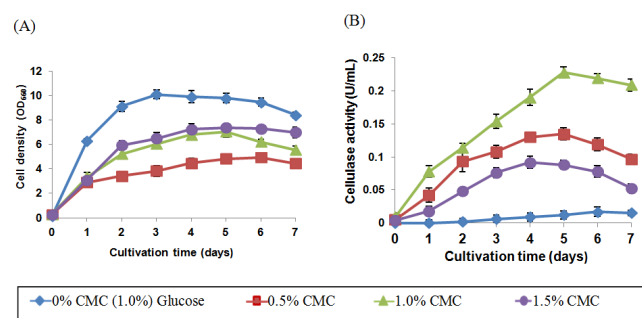 (A)
(B)
Cell density (OD660)
12
10
8
6
4
2
0
0 1 2 3 4 5 6 7
Cultivation time (days)
Cellulase activity (U/mL)
0.25
0.2
0.15
0.1
0.05
0
0 1 2 3 4 5 6 7
Cultivation time (days)
0% CMC (1.0%) Glucose 0.5% CMC 1.0% CMC 1.5% CMC